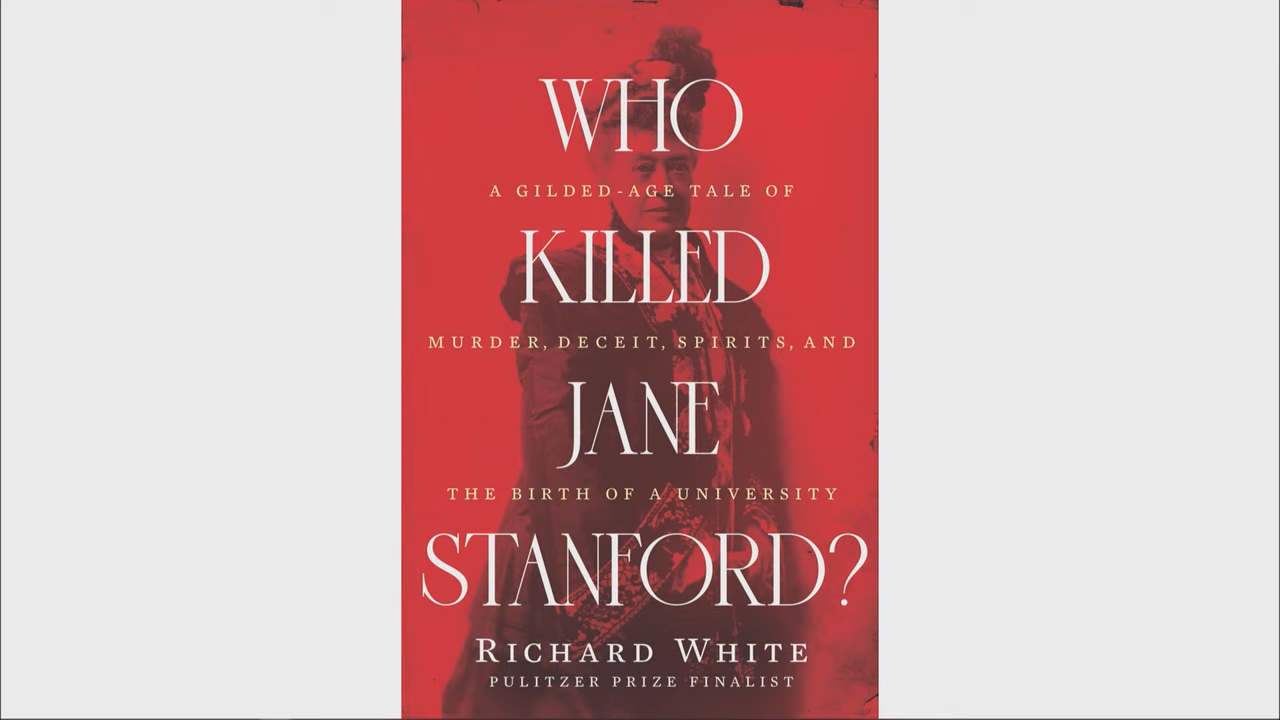 WHO
A GILDED-AGE TALE OF
KILLED
MURDER, DECEIT, SPIRITS, AND
JANE
THE BIRTH OF A UNIVERSITY
STANFORD?
RICHARD WHITE
PULITZER PRIZE FINALIST